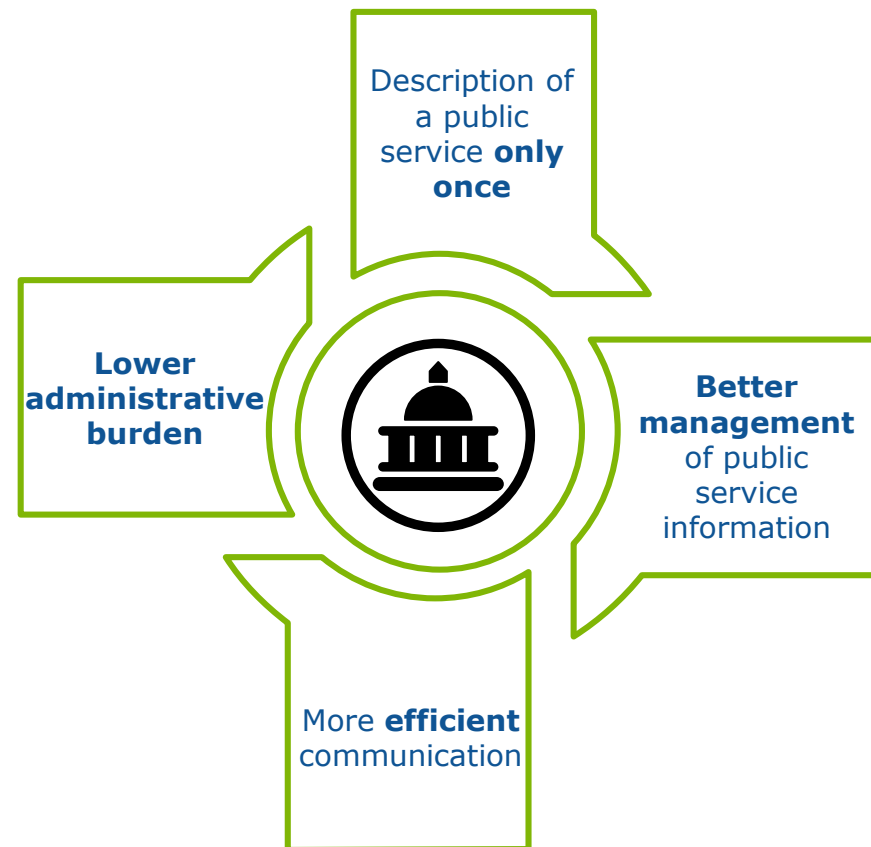 Description of
a public
service only
once
Lower
administrative
burden
Better
management
of public
service
information
More efficient
communication